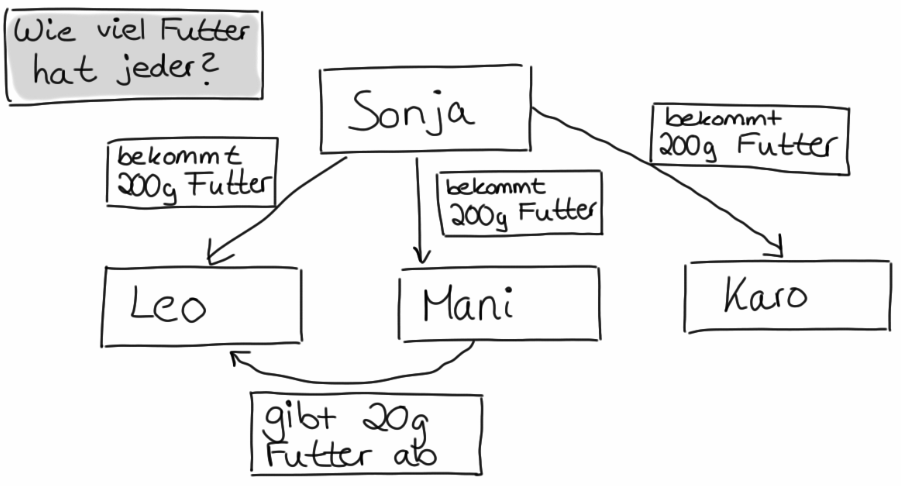 Wie viel Futter
hat jeder?
Sonja
bekommt
200g Futter
bekommt
200g Futter
bekommt
200g Futter
Leo
Mani
Karo
gibt 20g
Futter ab